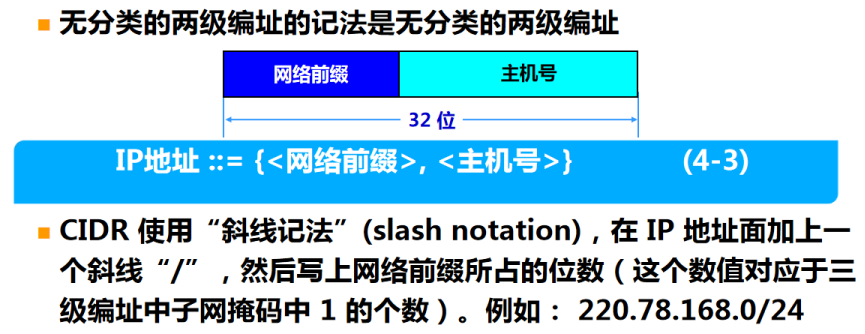 无分类的两级编址的记法是无分类的两级编址
网络前缀 主机号
32 位
IP地址 ::= {<网络前缀>, <主机号>} (4-3)
CIDR 使用“斜线记法”(slash notation)，在 IP 地址面加上一
个斜线“/”，然后写上网络前缀所占的位数（这个数值对应于三
级编址中子网掩码中 1 的个数）。例如： 220.78.168.0/24